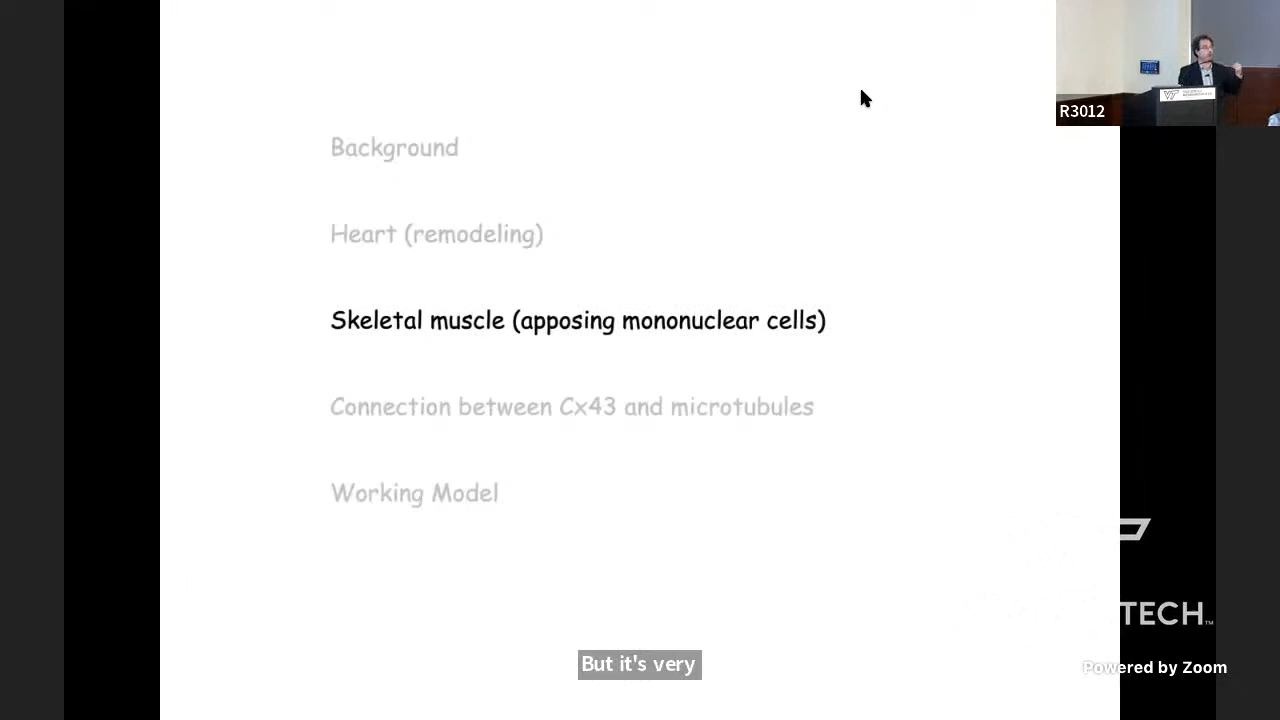 R3012
Background
Heart (remodeling)
Skeletal muscle (apposing mononuclear cells)
Connection between Cx43 and microtubules
Working Model
TECH™
But it's very
Powered by Zoom